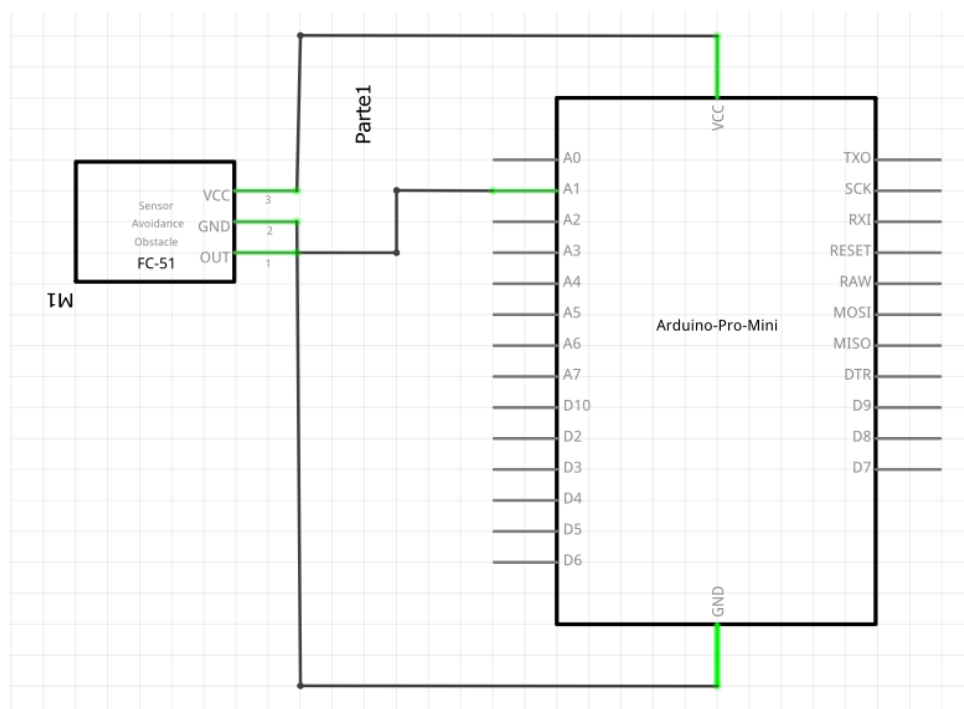 Parte1
VCC
3
Sensor
Avoidance
Obstacle
FC-51
GND
2
OUT
1
M1
VCC
A0
A1
A2
A3
A4
A5
A6
A7
D10
D2
D3
D4
D5
D6
Arduino-Pro-Mini
TXO
SCK
RXI
RESET
RAW
MOSI
MISO
DTR
D9
D8
D7
GND